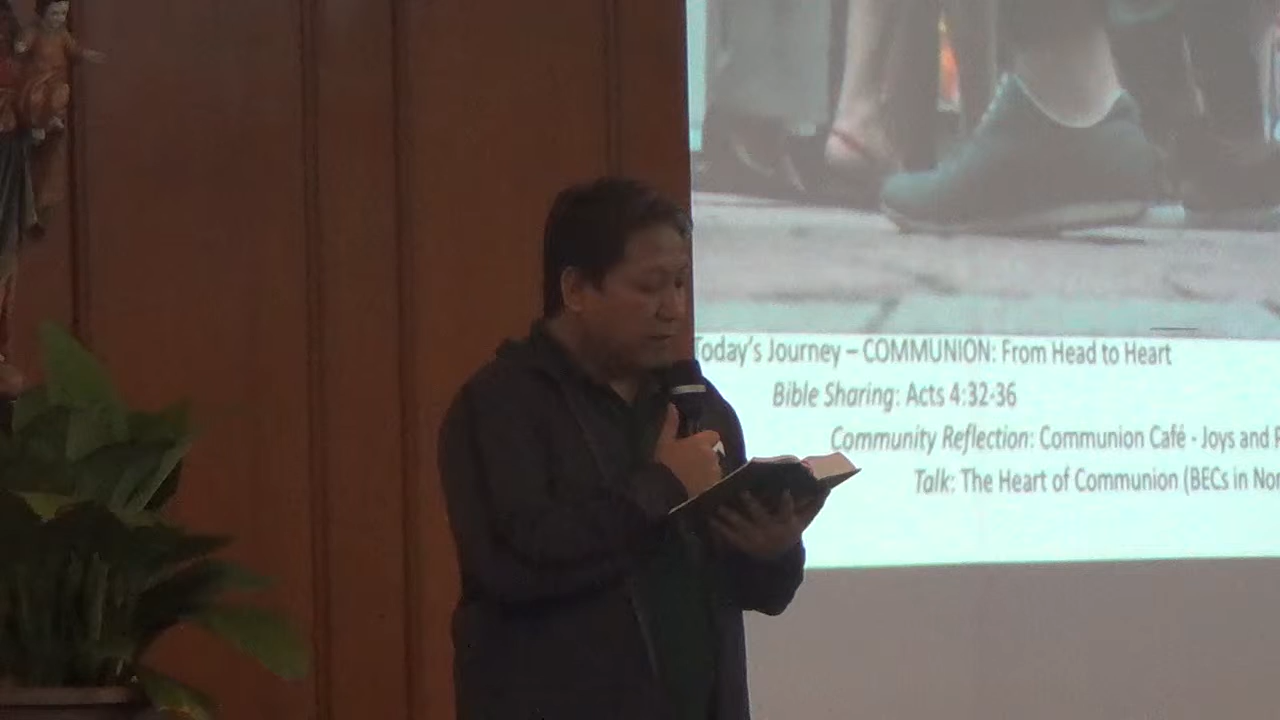 Today's Journey – COMMUNION: From Head to Heart
Bible Sharing: Acts 4:32-36
Community Reflection: Communion Café - Joys and
Talk: The Heart of Communion (BECs in